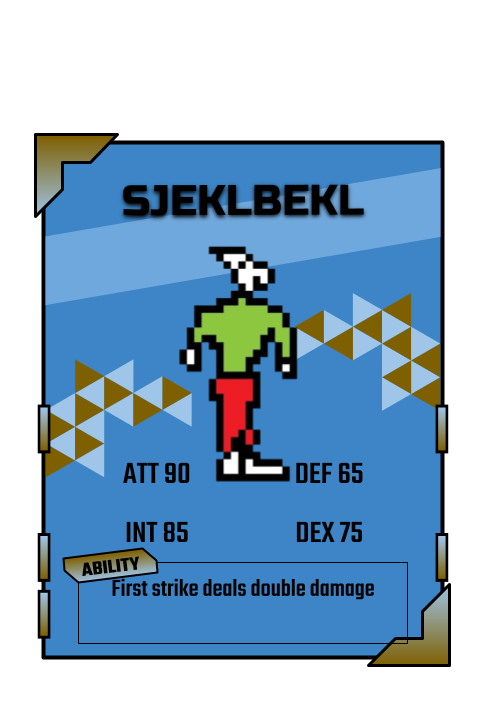 SJEKLBEKL
ATT 90 DEF 65
INT 85 DEX 75
ABILITY
First strike deals double damage